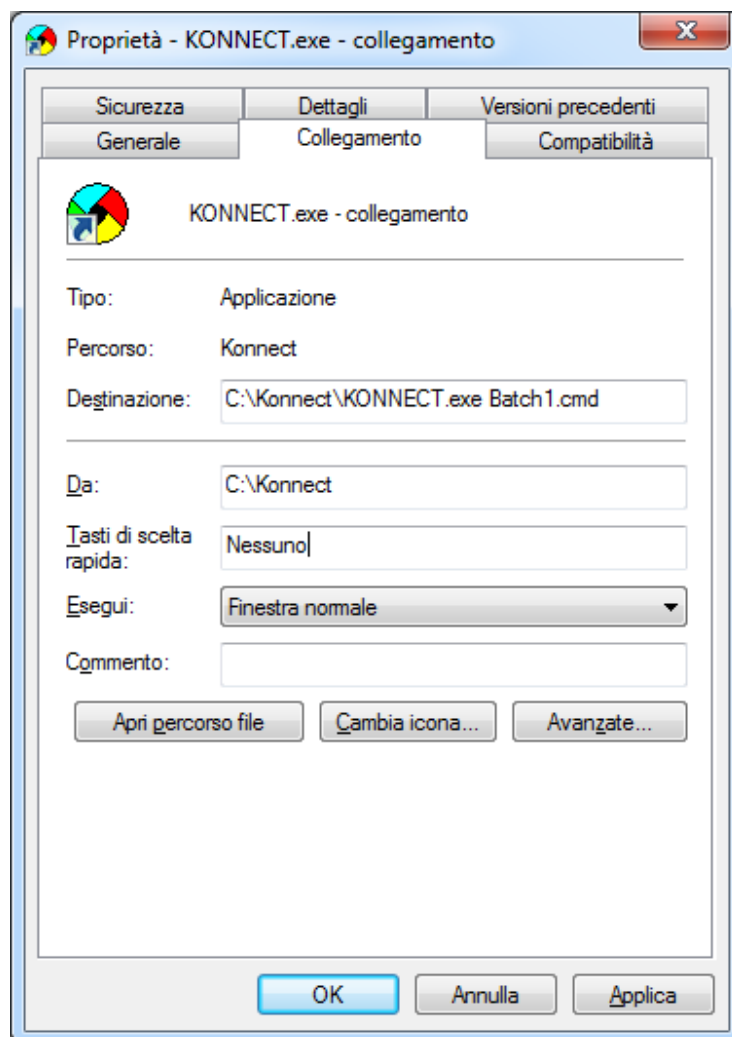 Proprietà - KONNECT.exe - collegamento
Sicurezza Dettagli Versioni precedenti
Generale Collegamento Compatibilità
KONNECT.exe - collegamento
Tipo: Applicazione
Percorso: Konnect
Destinazione: C:\Konnect\KONNECT.exe Batch1.cmd
Da: C:\Konnect
Tasti di scelta
rapida: Nessuno
Esegui: Finestra normale
Commento:
Apri percorso file Cambia icona... Avanzate...
OK Annulla Applica